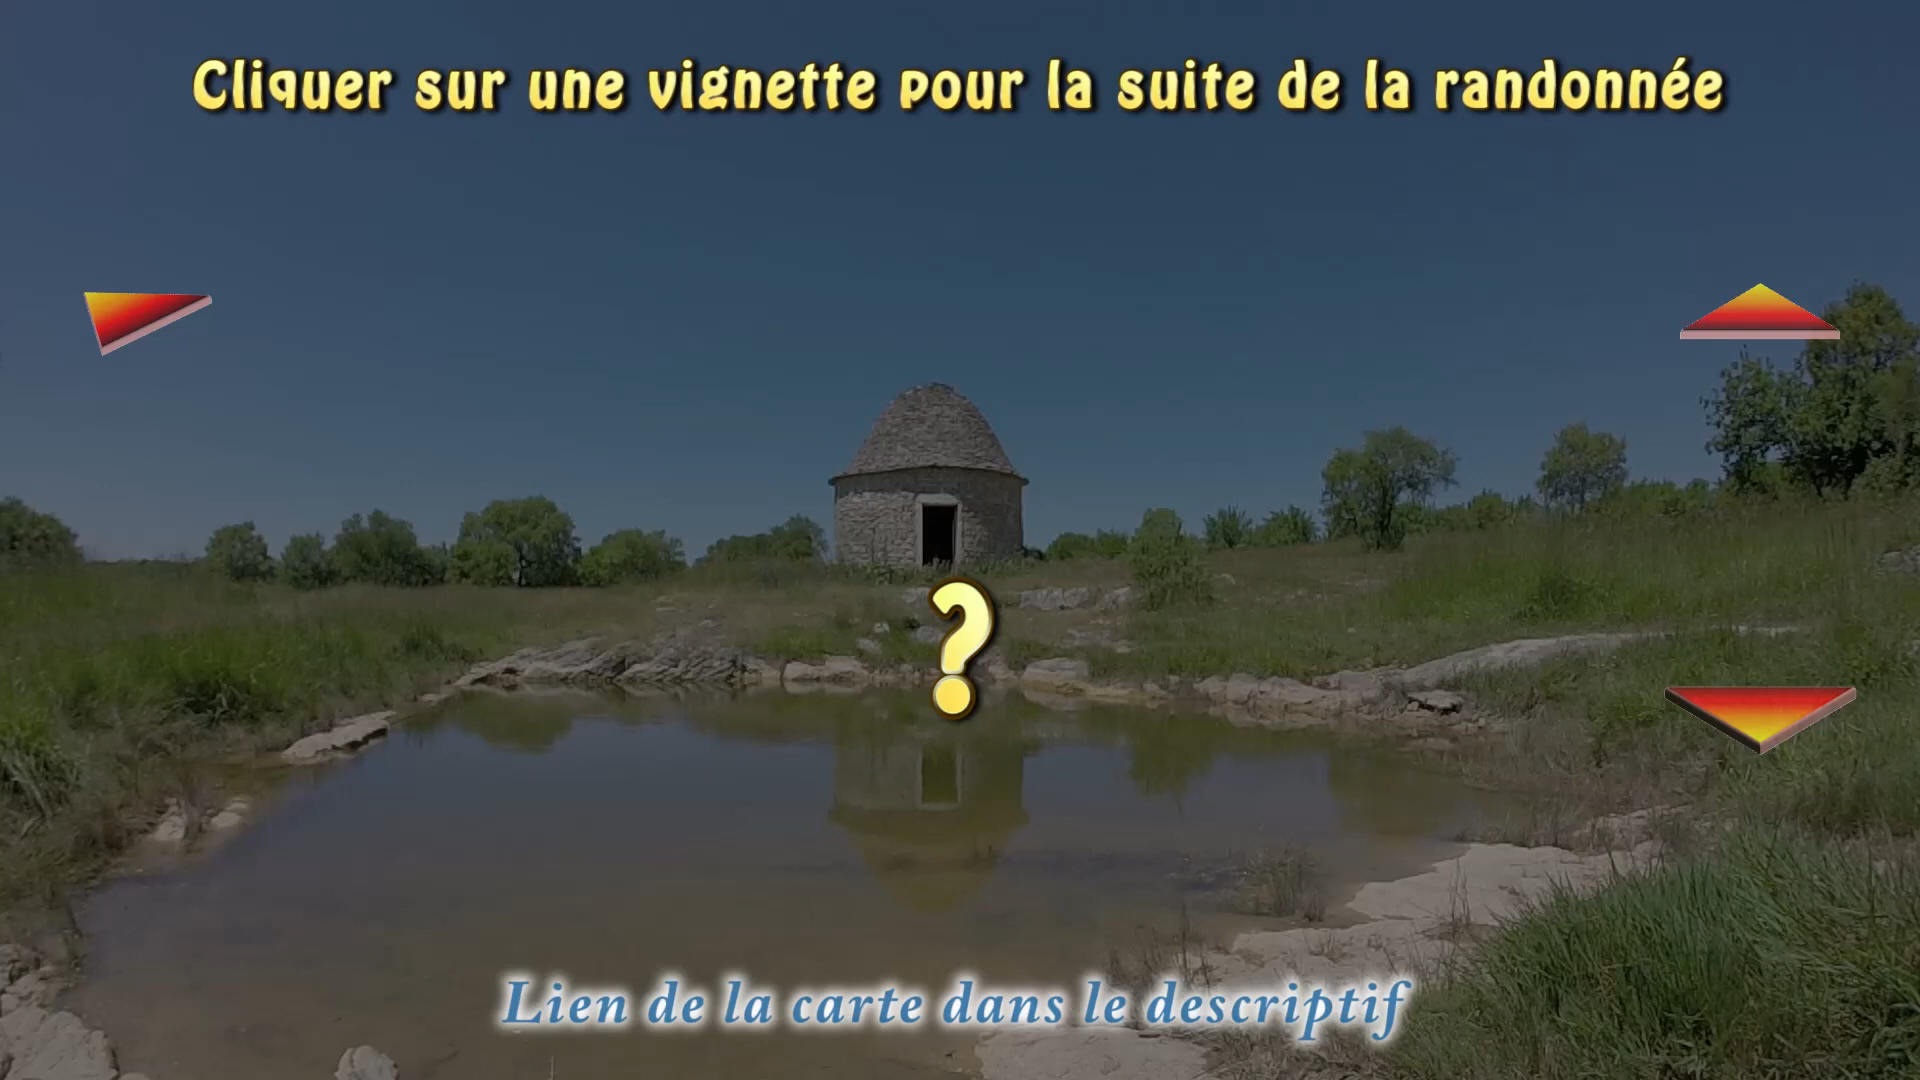 Cliquer sur une vignette pour la suite de la randonnée
?
Lien de la carte dans le descriptif